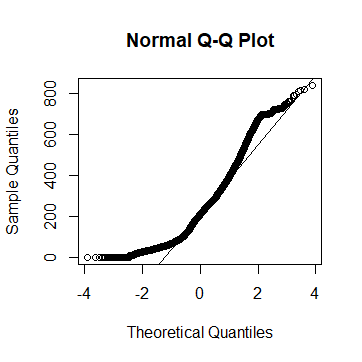 Normal Q-Q Plot
Sample Quantiles
800
600
400
200
0
-4 -2 0 2 4
Theoretical Quantiles